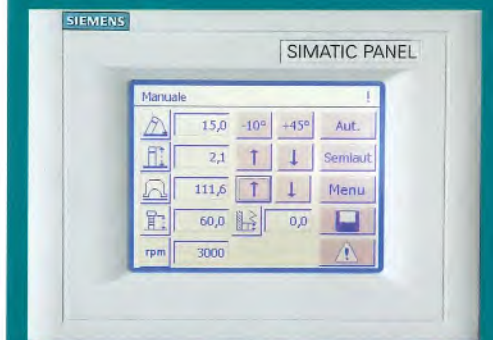 SIEMENS
SIMATIC PANEL
Manuale !
15,0 -10° +45° Aut.
2,1 ↑ ↓ Semiaut
111,6 ↑ ↓ Menu
60,0 0,0
rpm 3000